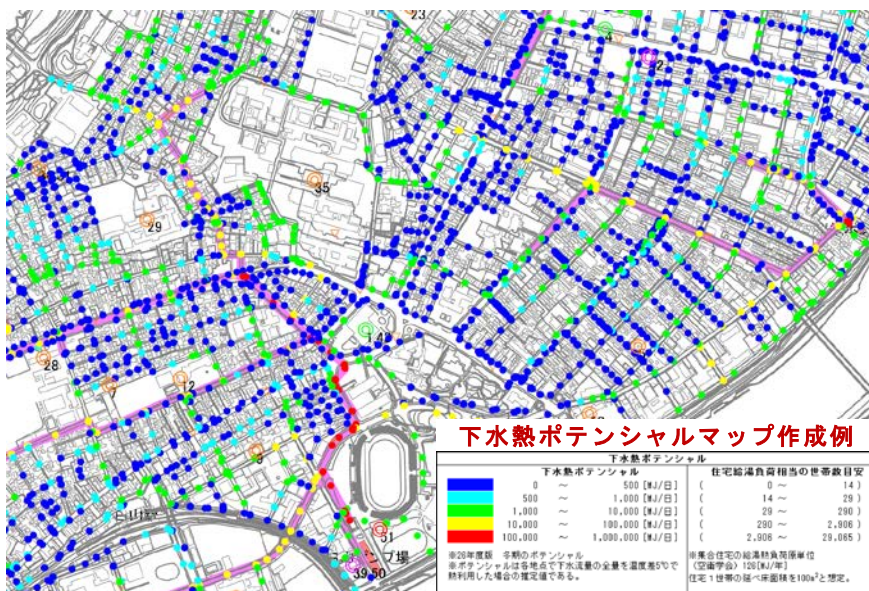 23
4
2
35
29
14
28
7
12
3
31
39,50
下水熱ポテンシャルマップ作成例
下水熱ポテンシャル
下水熱ポテンシャル 住宅給湯負荷相当の世帯数目安
0 ～ 500 [MJ/日] ( 0 ～ 14 )
500 ～ 1,000 [MJ/日] ( 14 ～ 29 )
1,000 ～ 10,000 [MJ/日] ( 29 ～ 290 )
10,000 ～ 100,000 [MJ/日] ( 290 ～ 2,906 )
100,000 ～ 1,000,000 [MJ/日] ( 2,906 ～ 29,065 )
※26年度版 冬期のポテンシャル
※ポテンシャルは各地点で下水流量の全量を温度差5℃で
熱利用した場合の推定値である。
※集合住宅の給湯熱負荷原単位
(空衛学会) 126[MJ/年]
住宅1世帯の延べ床面積を100m²と想定。